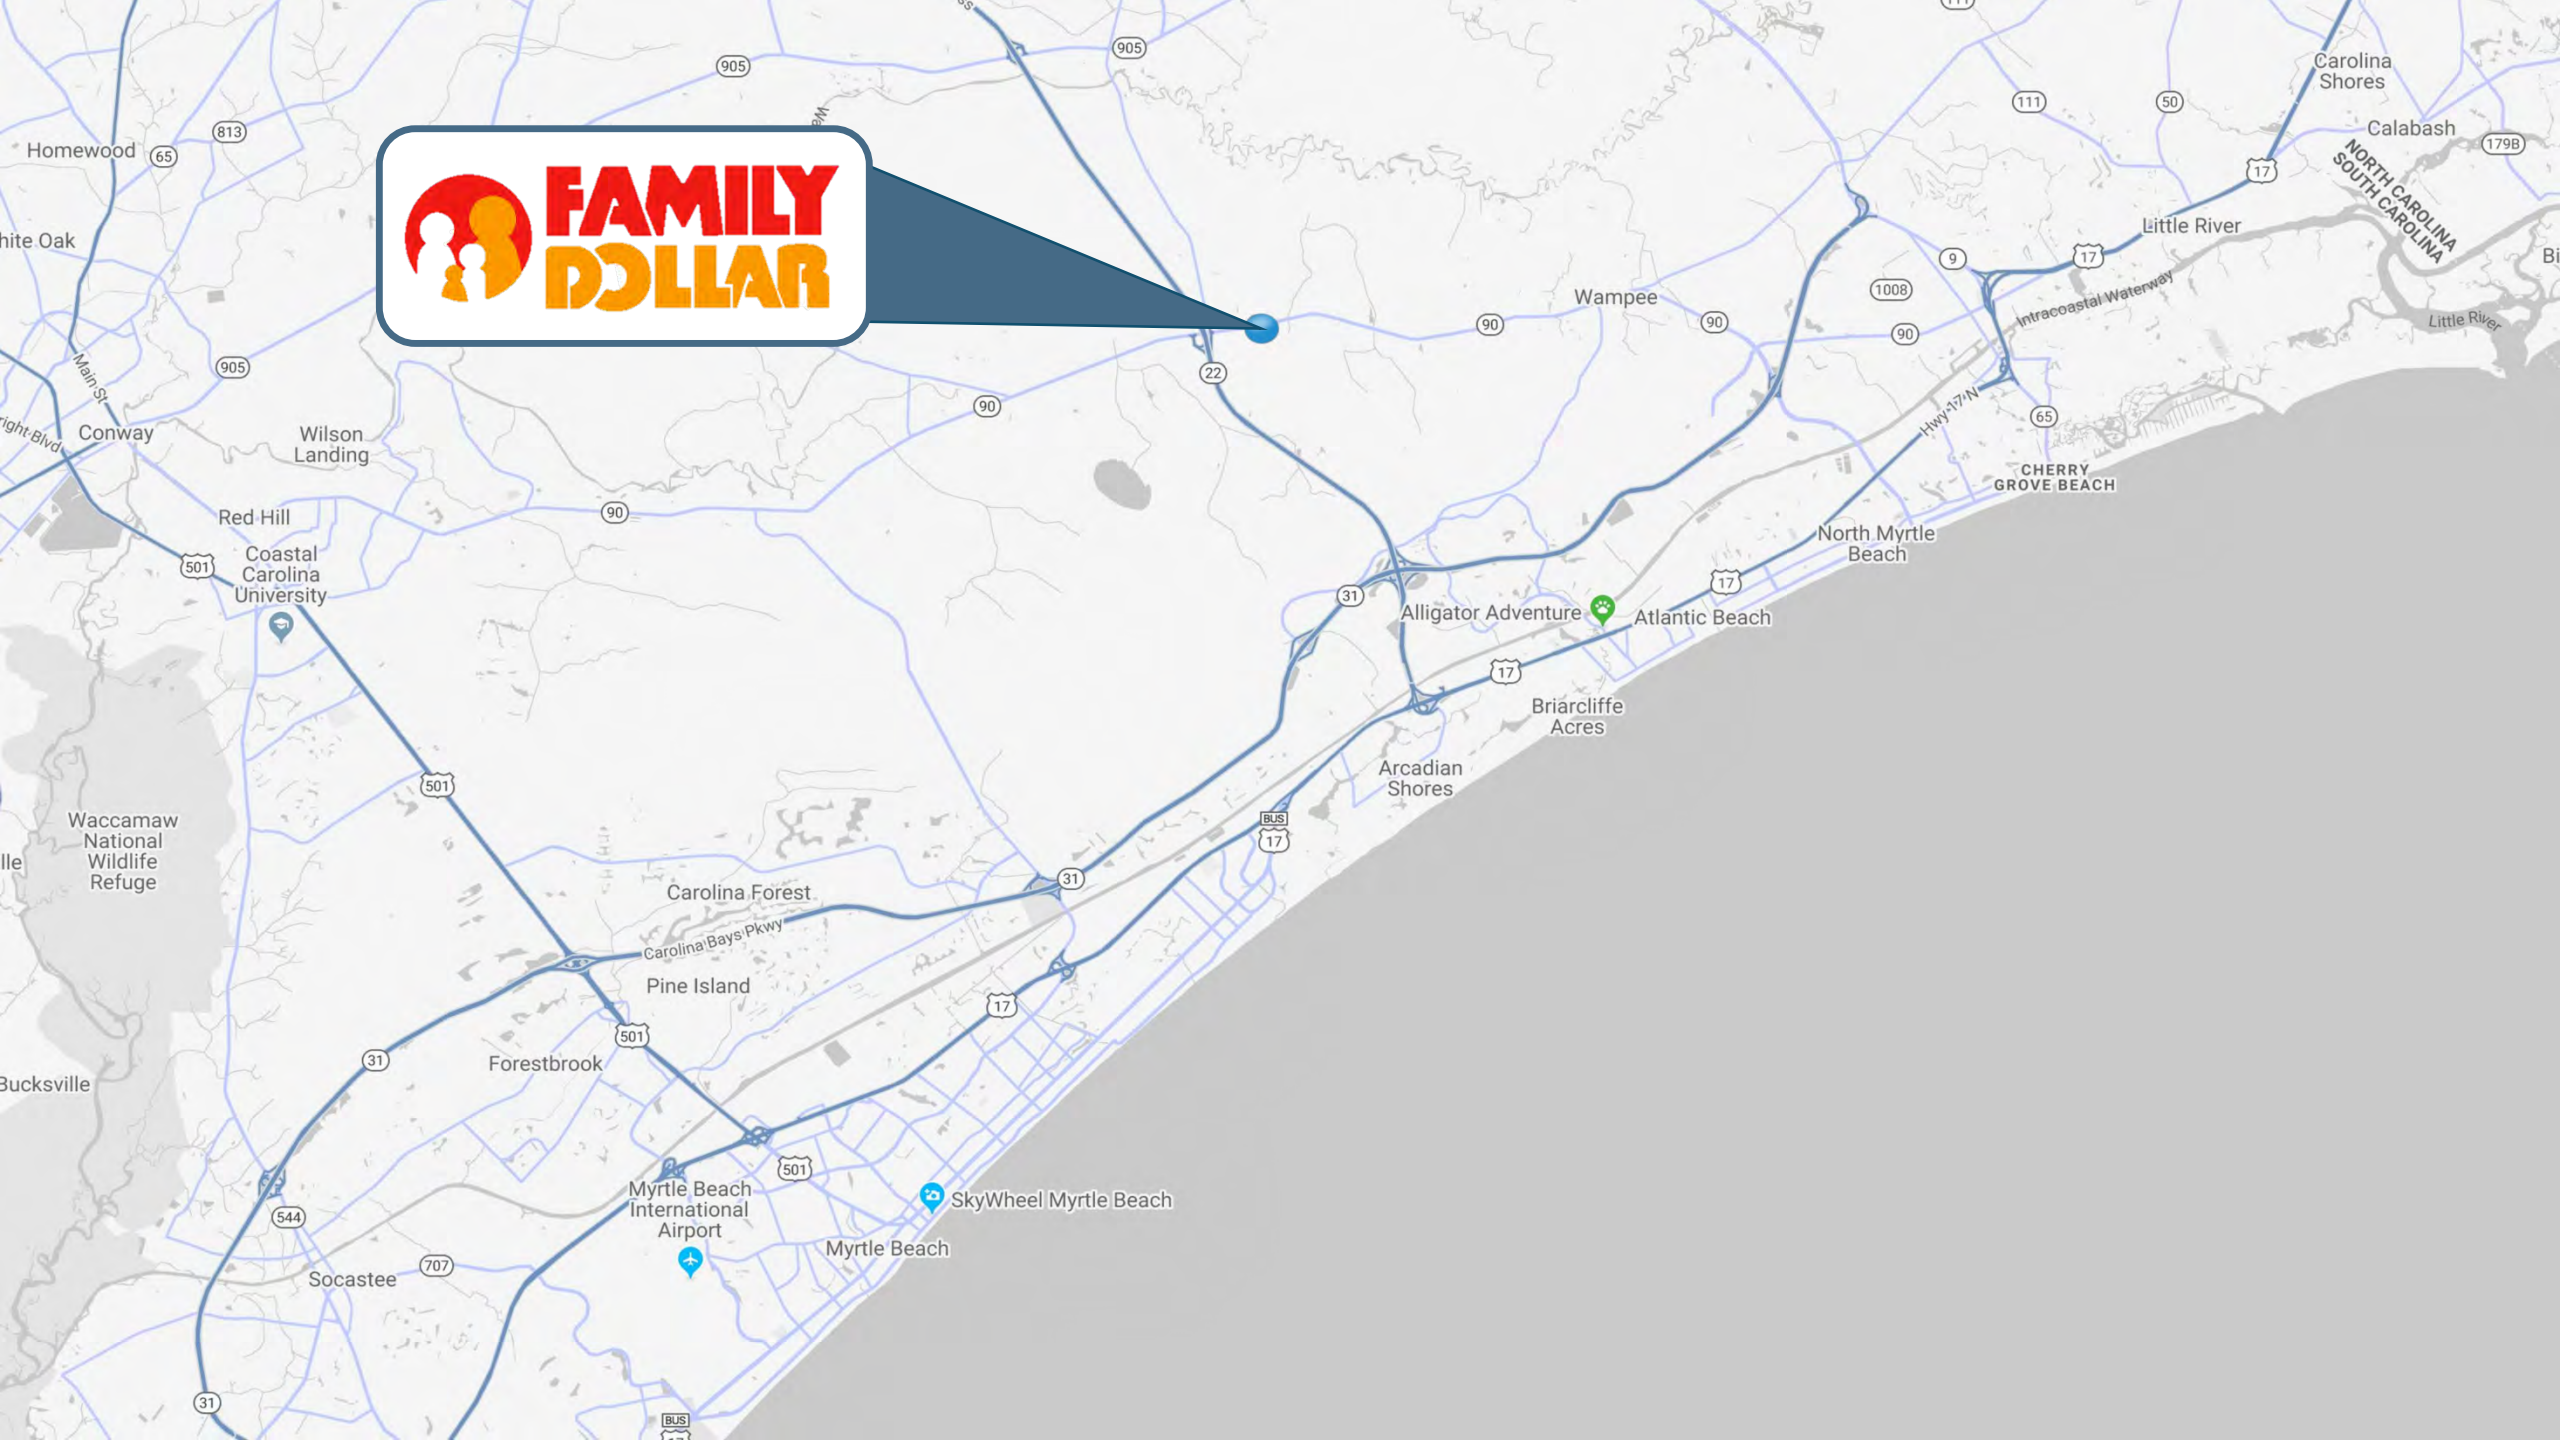 905
905
111
Carolina
Shores
813
Homewood
65
111
50
Calabash
179B
NORTH CAROLINA
SOUTH CAROLINA
17
FAMILY
DOLLAR
hite Oak
Little River
9
17
1008
Intracoastal Waterway
Wampee
90
90
90
Little River
905
Main St
22
90
65
Hwy 17 N
right Blvd
Conway
Wilson
Landing
CHERRY
GROVE BEACH
90
Red Hill
North Myrtle
Beach
Coastal
Carolina
University
501
17
31
Alligator Adventure
Atlantic Beach
17
Briarcliffe
Acres
501
Arcadian
Shores
BUS
17
Waccamaw
National
Wildlife
Refuge
lle
31
Carolina Forest
Carolina Bays Pkwy
Pine Island
17
501
31
Forestbrook
Bucksville
501
Myrtle Beach
International
Airport
SkyWheel Myrtle Beach
544
Myrtle Beach
707
Socastee
31
BUS